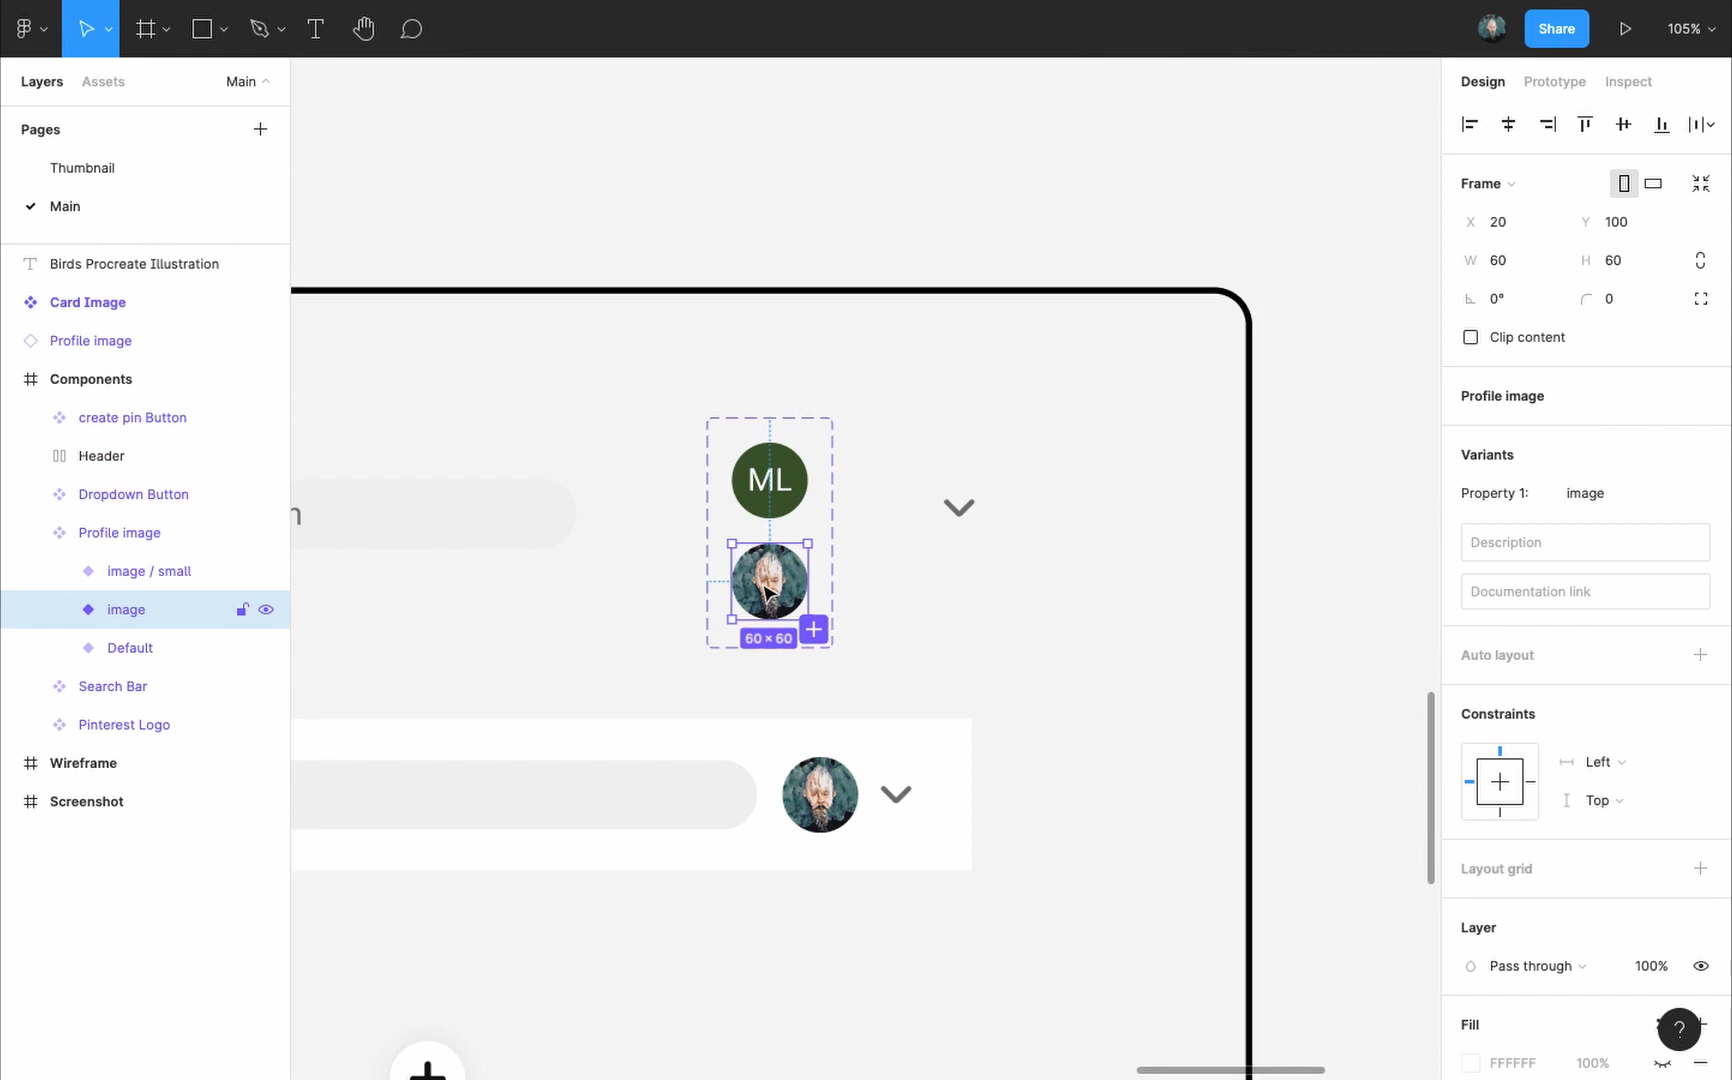 Share
105%
Layers
Assets
Main
Pages
Thumbnail
Main
Birds Procreate Illustration
Card Image
Profile image
Components
create pin Button
Header
Dropdown Button
Profile image
image / small
image
Default
Search Bar
Pinterest Logo
Wireframe
Screenshot
ML
60 × 60
Design
Prototype
Inspect
Frame
X 20
Y 100
W 60
H 60
0°
0
Clip content
Profile image
Variants
Property 1: image
Description
Documentation link
Auto layout
Constraints
Left
Top
Layout grid
Layer
Pass through
100%
Fill
?
FFFFFF
100%